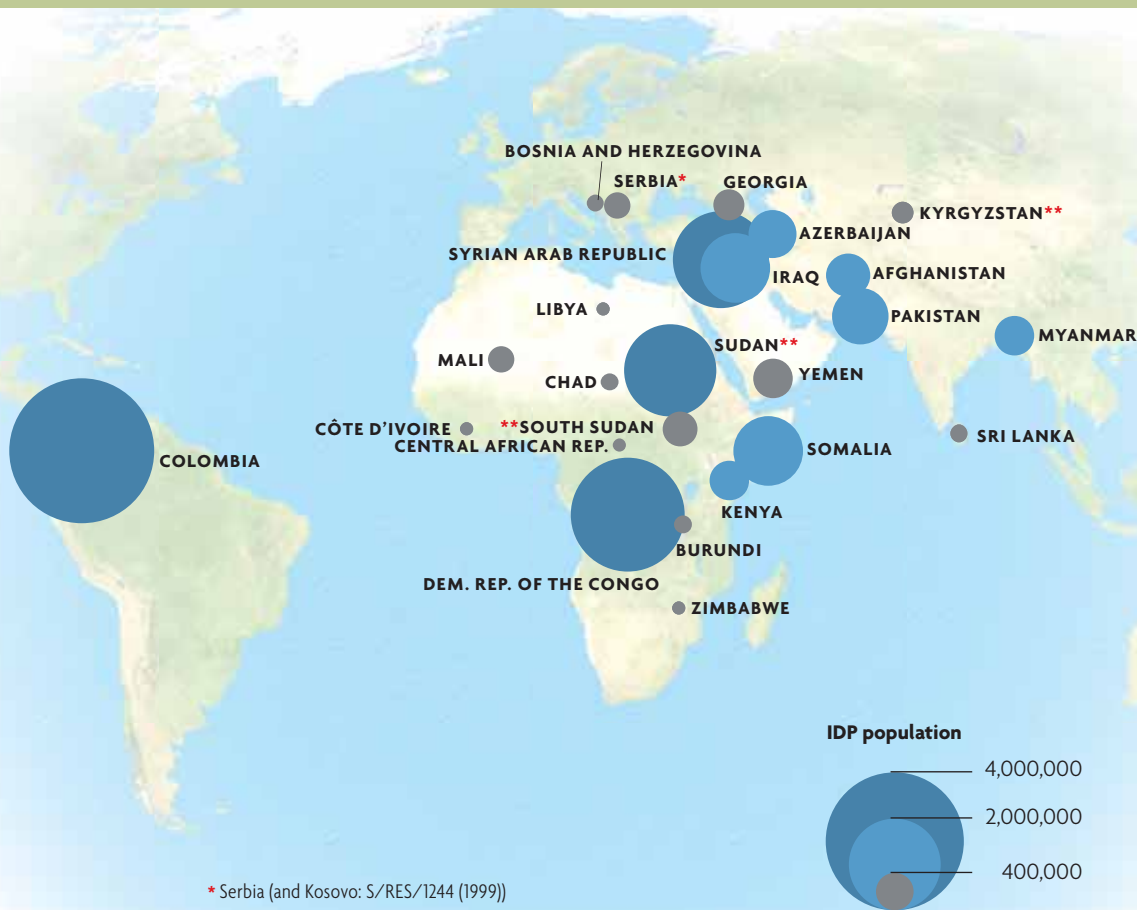 BOSNIA AND HERZEGOVINA
SERBIA*
GEORGIA
KYRGYZSTAN**
AZERBAIJAN
SYRIAN ARAB REPUBLIC
IRAQ
AFGHANISTAN
LIBYA
PAKISTAN
MYANMAR
SUDAN**
MALI
YEMEN
CHAD
CÔTE D'IVOIRE
**SOUTH SUDAN
SRI LANKA
CENTRAL AFRICAN REP.
SOMALIA
COLOMBIA
KENYA
BURUNDI
DEM. REP. OF THE CONGO
ZIMBABWE
IDP population
4,000,000
2,000,000
400,000
* Serbia (and Kosovo: S/RES/1244 (1999))